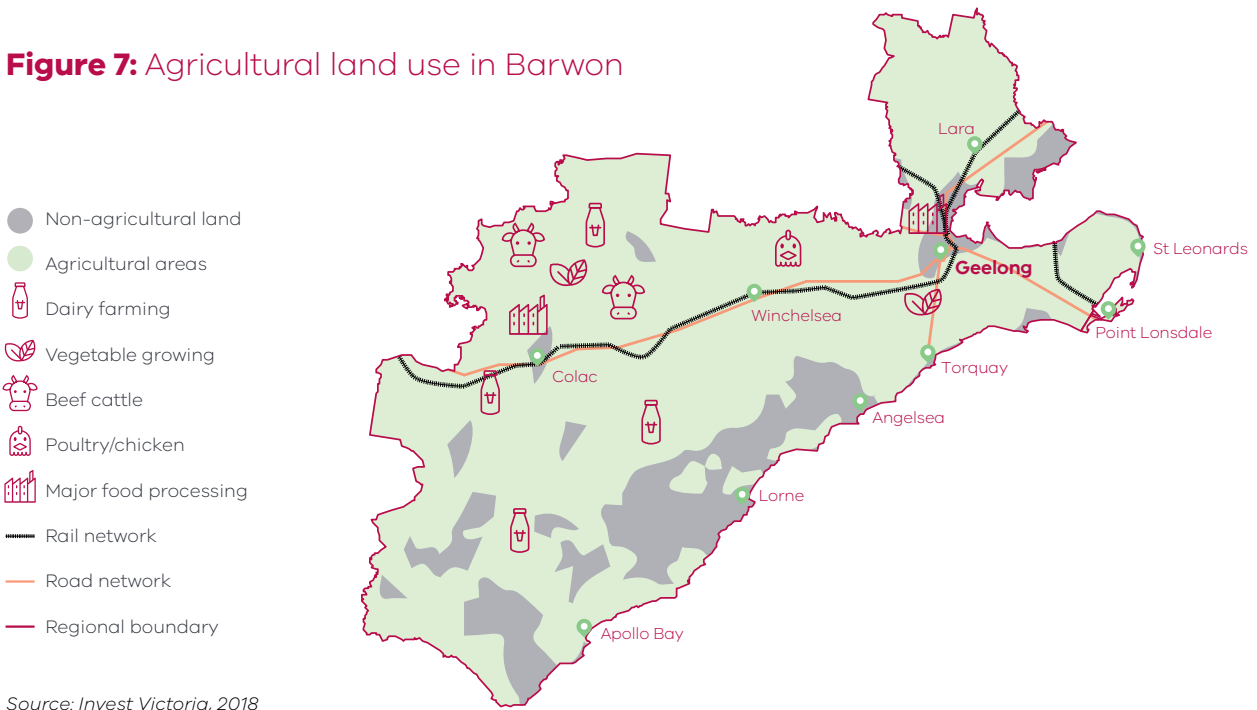 Figure 7: Agricultural land use in Barwon
Non-agricultural land
Agricultural areas
Dairy farming
Vegetable growing
Beef cattle
Poultry/chicken
Major food processing
Rail network
Road network
Regional boundary
Source: Invest Victoria, 2018
Lara
St Leonards
Geelong
Winchelsea
Point Lonsdale
Torquay
Colac
Angelsea
Lorne
Apollo Bay